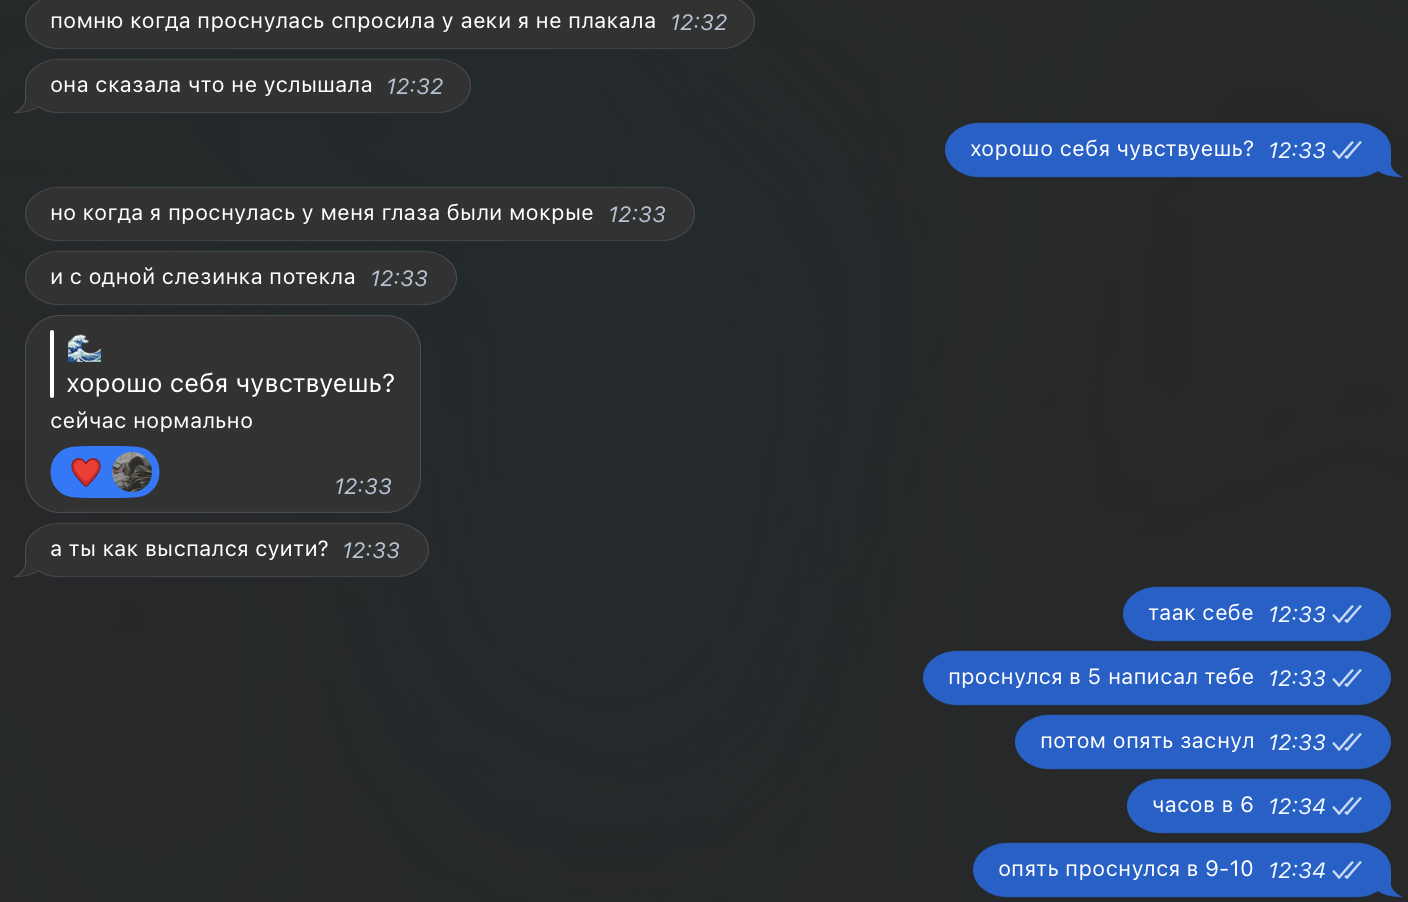 помню когда проснулась спросила у аеки я не плакала 12:32
она сказала что не услышала 12:32
хорошо себя чувствуешь? 12:33
но когда я проснулась у меня глаза были мокрые 12:33
и с одной слезинка потекла 12:33
🌊
хорошо себя чувствуешь?
сейчас нормально
❤️ 12:33
а ты как выспался суити? 12:33
таак себе 12:33
проснулся в 5 написал тебе 12:33
потом опять заснул 12:33
часов в 6 12:34
опять проснулся в 9-10 12:34